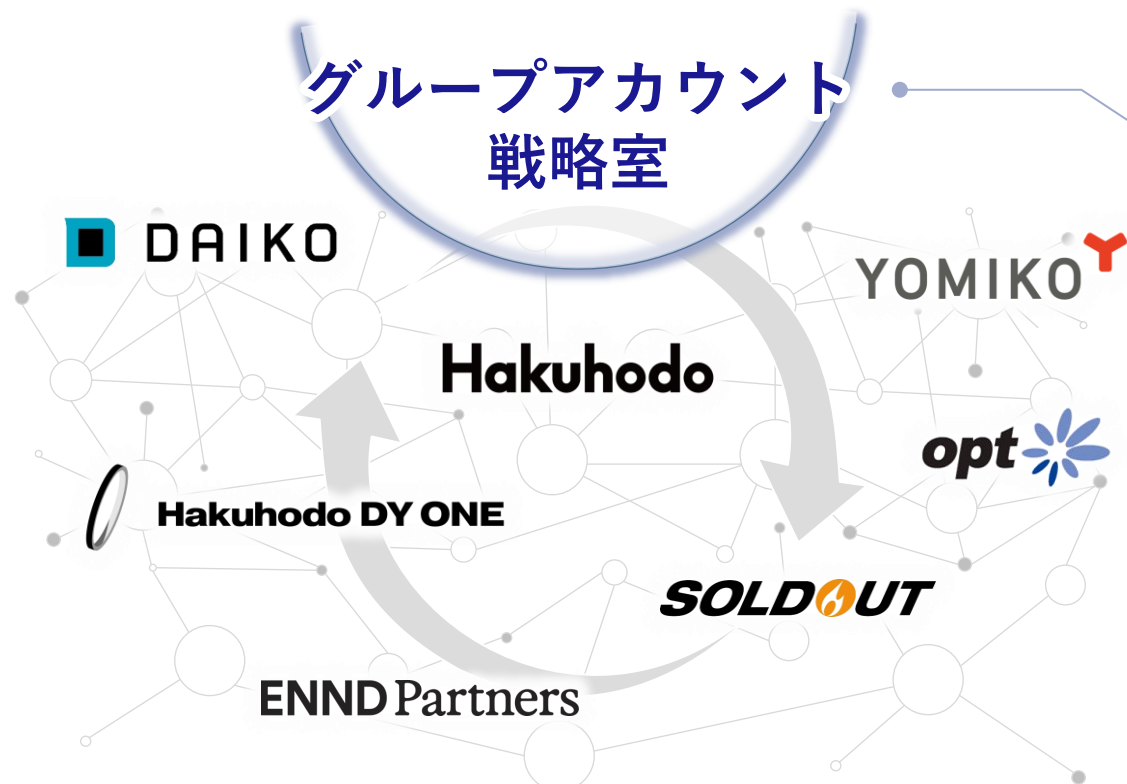 グループアカウント
戦略室
DAIKO
YOMIKO
Hakuhodo
opt
Hakuhodo DY ONE
SOLDOUT
ENND Partners